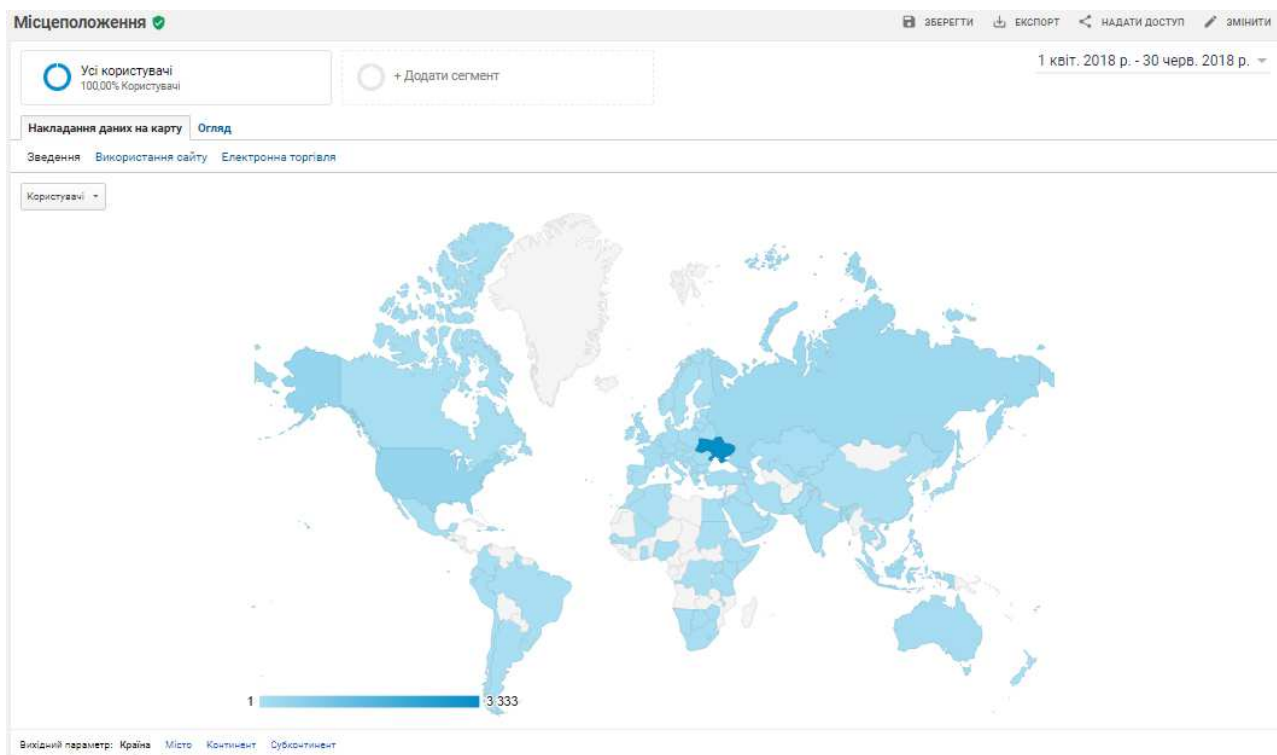 Місцеположення
ЗБЕРЕГТИ ЕКСПОРТ НАДАТИ ДОСТУП ЗМІНИТИ
Усі користувачі
100,00% Користувачі
+ Додати сегмент
1 квіт. 2018 р. - 30 черв. 2018 р.
Накладання даних на карту Огляд
Зведення Використання сайту Електронна торгівля
Користувачі
1 3 333
Вихідний параметр: Країна Місто Континент Субконтинент